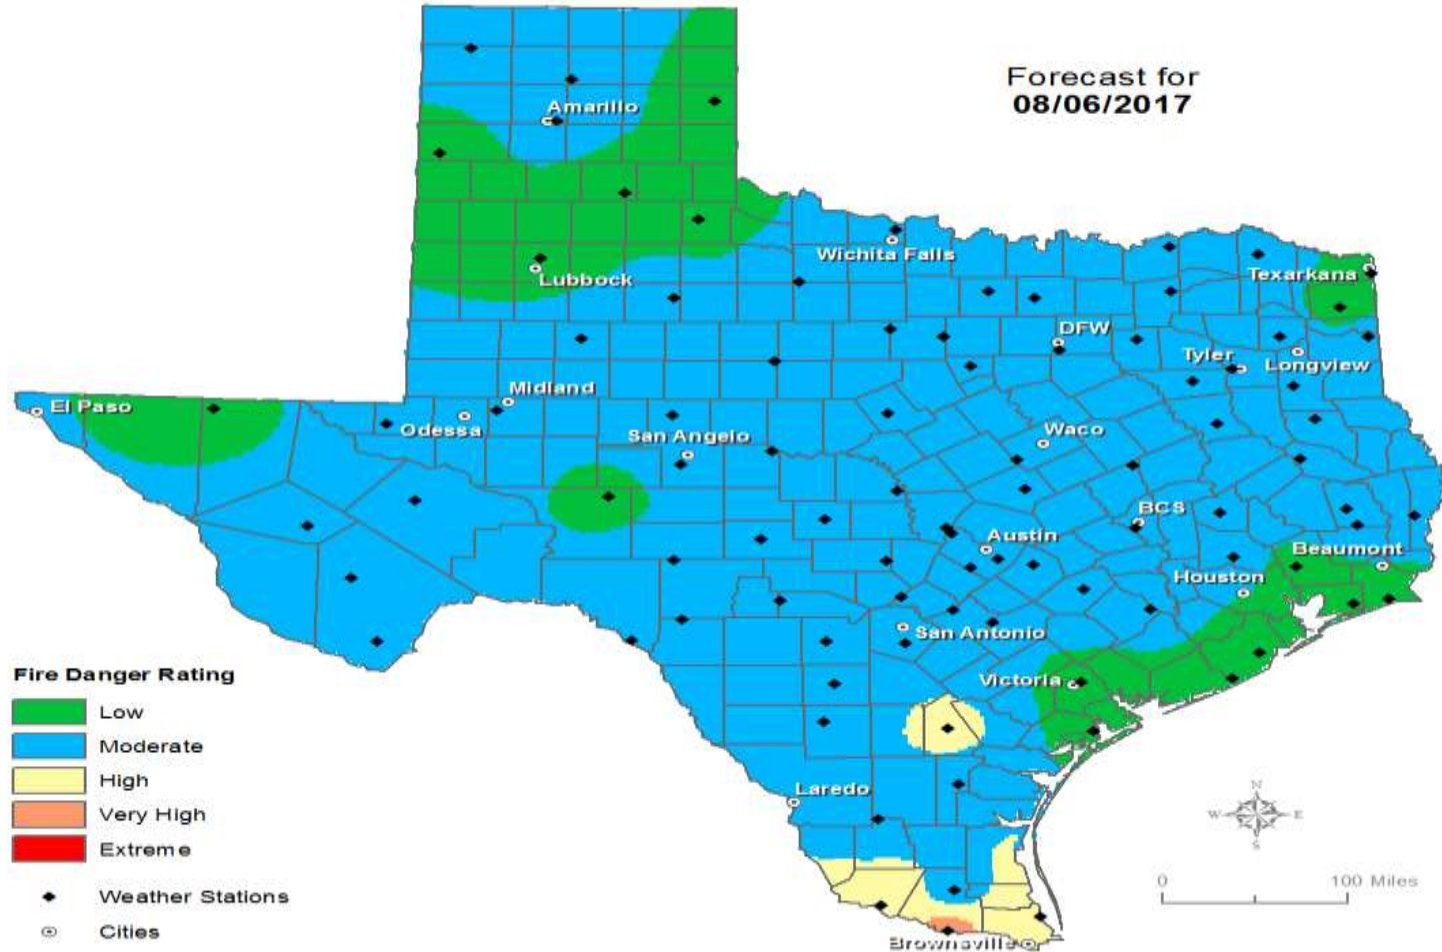 Forecast for
08/06/2017
Amarillo
Wichita Falls
Texarkana
Lubbock
DFW
Tyler
Longview
Midland
El Paso
Odessa
San Angelo
Waco
BCS
Austin
Beaumont
Houston
San Antonio
Victoria
Fire Danger Rating
Low
Moderate
High
Very High
Extreme
Weather Stations
Cities
Laredo
Brownsville
N
W
E
S
0 100 Miles